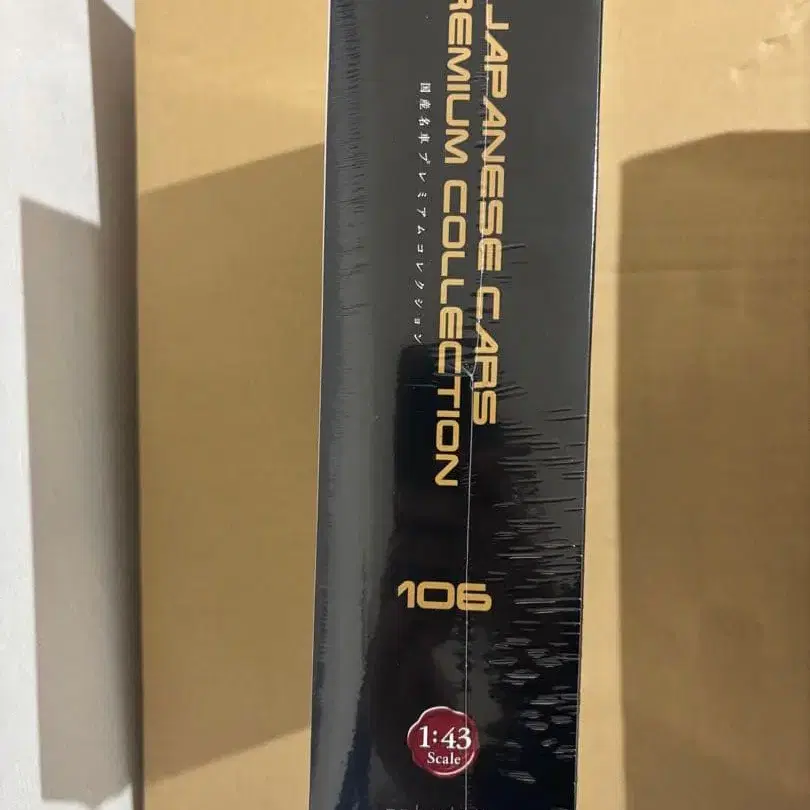 JAPANESE CARS
REMIUM COLLECTION
国産名車プレミアムコレクション
106
1:43
Scale